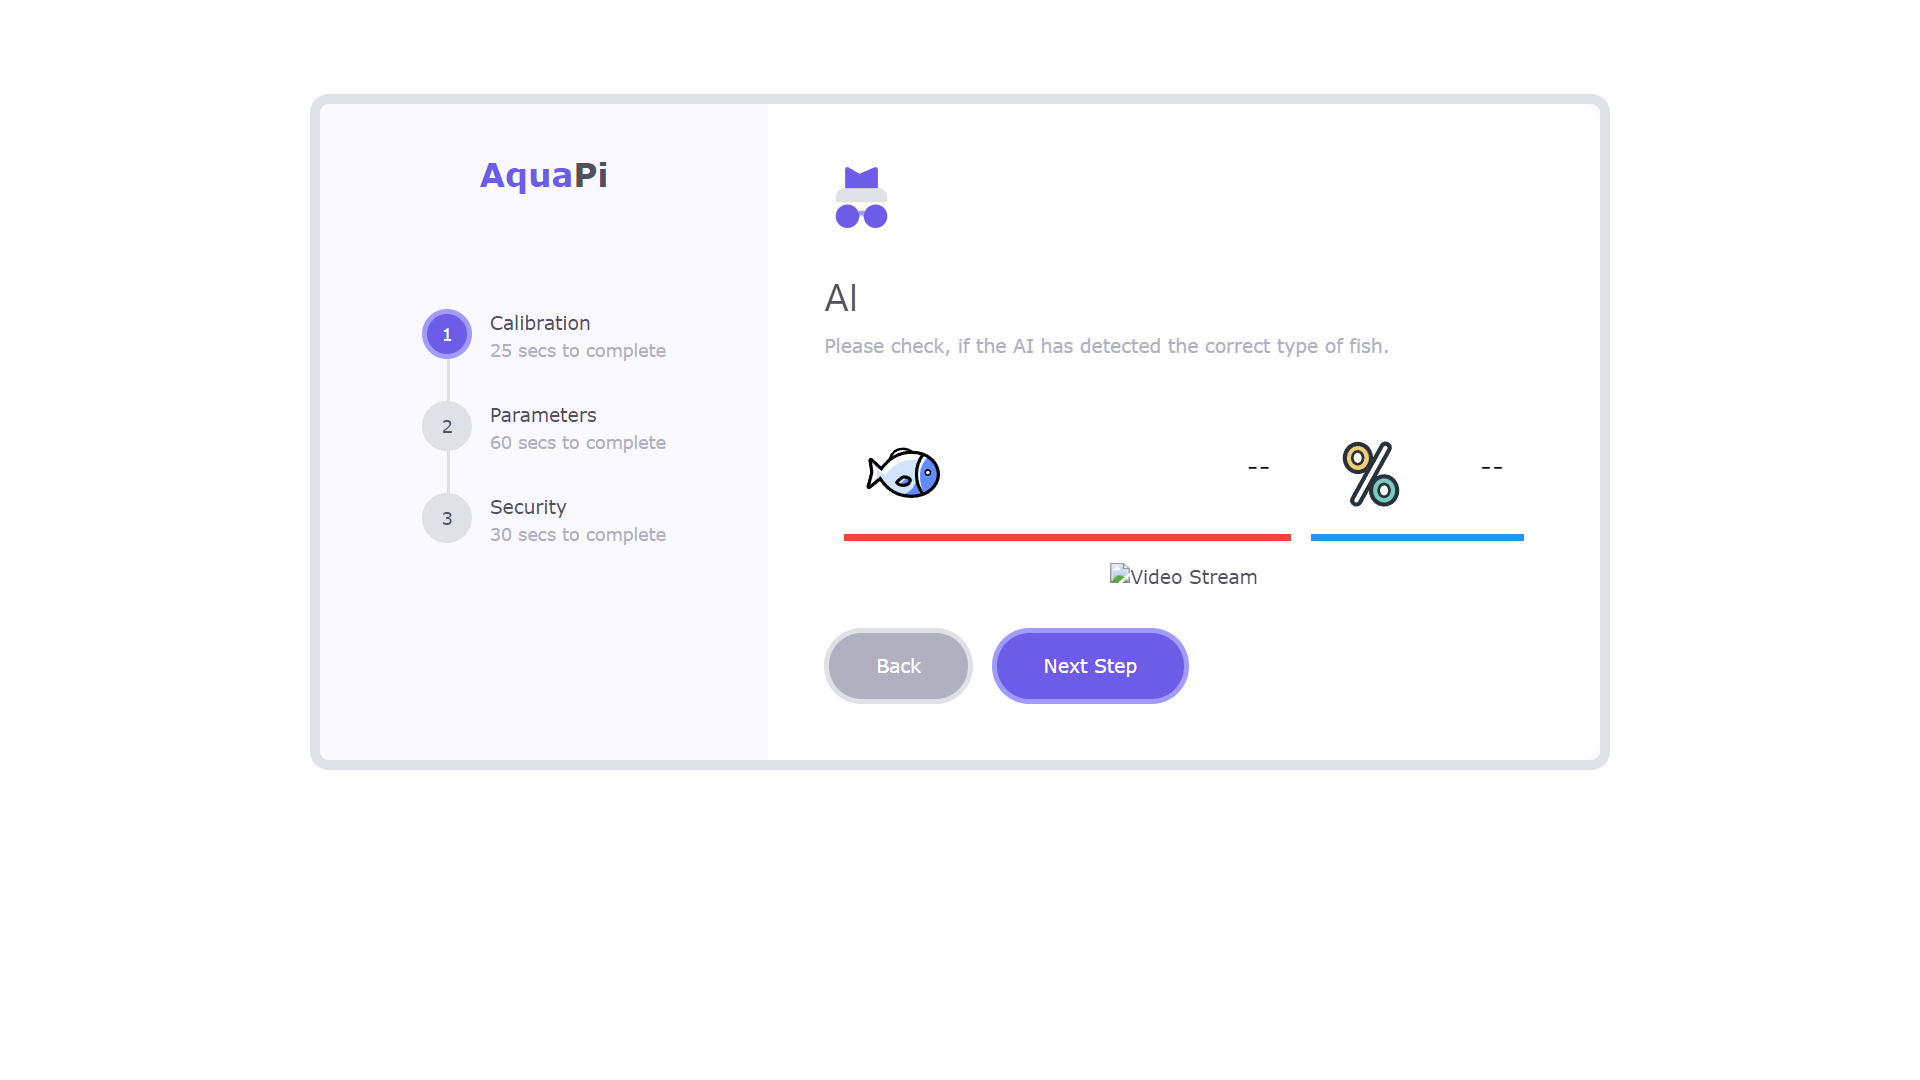 AquaPi
1
Calibration
25 secs to complete
2
Parameters
60 secs to complete
3
Security
30 secs to complete
AI
Please check, if the AI has detected the correct type of fish.
--
%
--
Video Stream
Back
Next Step